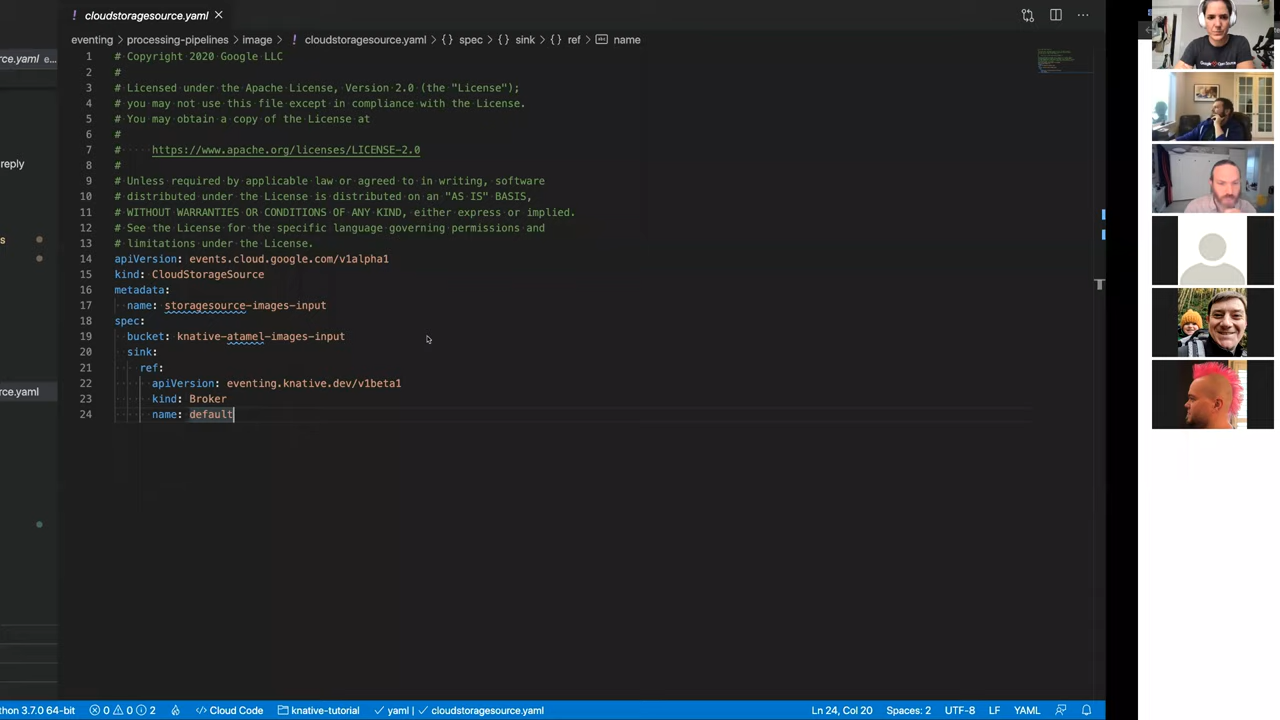 cloudstoragesource.yaml
eventing > processing-pipelines > image > ! cloudstoragesource.yaml > {} spec > {} sink > {} ref > name
rce.yaml e...
reply
s
rce.yaml
1 # Copyright 2020 Google LLC
2 #
3 # Licensed under the Apache License, Version 2.0 (the "License");
4 # you may not use this file except in compliance with the License.
5 # You may obtain a copy of the License at
6 #
7 #     https://www.apache.org/licenses/LICENSE-2.0
8 #
9 # Unless required by applicable law or agreed to in writing, software
10 # distributed under the License is distributed on an "AS IS" BASIS,
11 # WITHOUT WARRANTIES OR CONDITIONS OF ANY KIND, either express or implied.
12 # See the License for the specific language governing permissions and
13 # limitations under the License.
14 apiVersion: events.cloud.google.com/v1alpha1
15 kind: CloudStorageSource
16 metadata:
17   name: storagesource-images-input
18 spec:
19   bucket: knative-atamel-images-input
20   sink:
21     ref:
22       apiVersion: eventing.knative.dev/v1beta1
23       kind: Broker
24       name: default
thon 3.7.0 64-bit 0 0 2 Cloud Code knative-tutorial yaml | cloudstoragesource.yaml Ln 24, Col 20 Spaces: 2 UTF-8 LF YAML